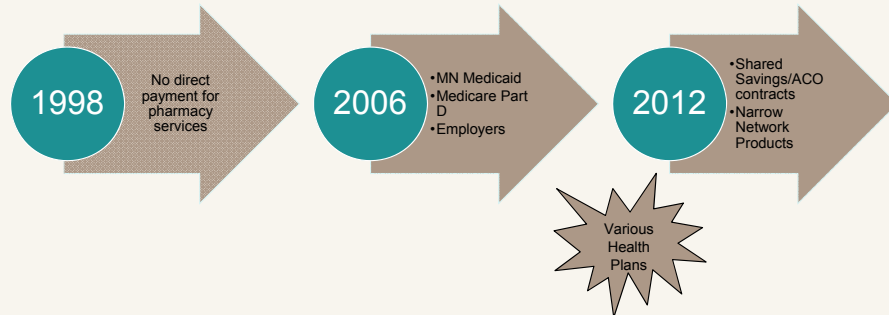 1998
No direct
payment for
pharmacy
services
2006
•MN Medicaid
•Medicare Part
D
•Employers
2012
•Shared
Savings/ACO
contracts
•Narrow
Network
Products
Various
Health
Plans